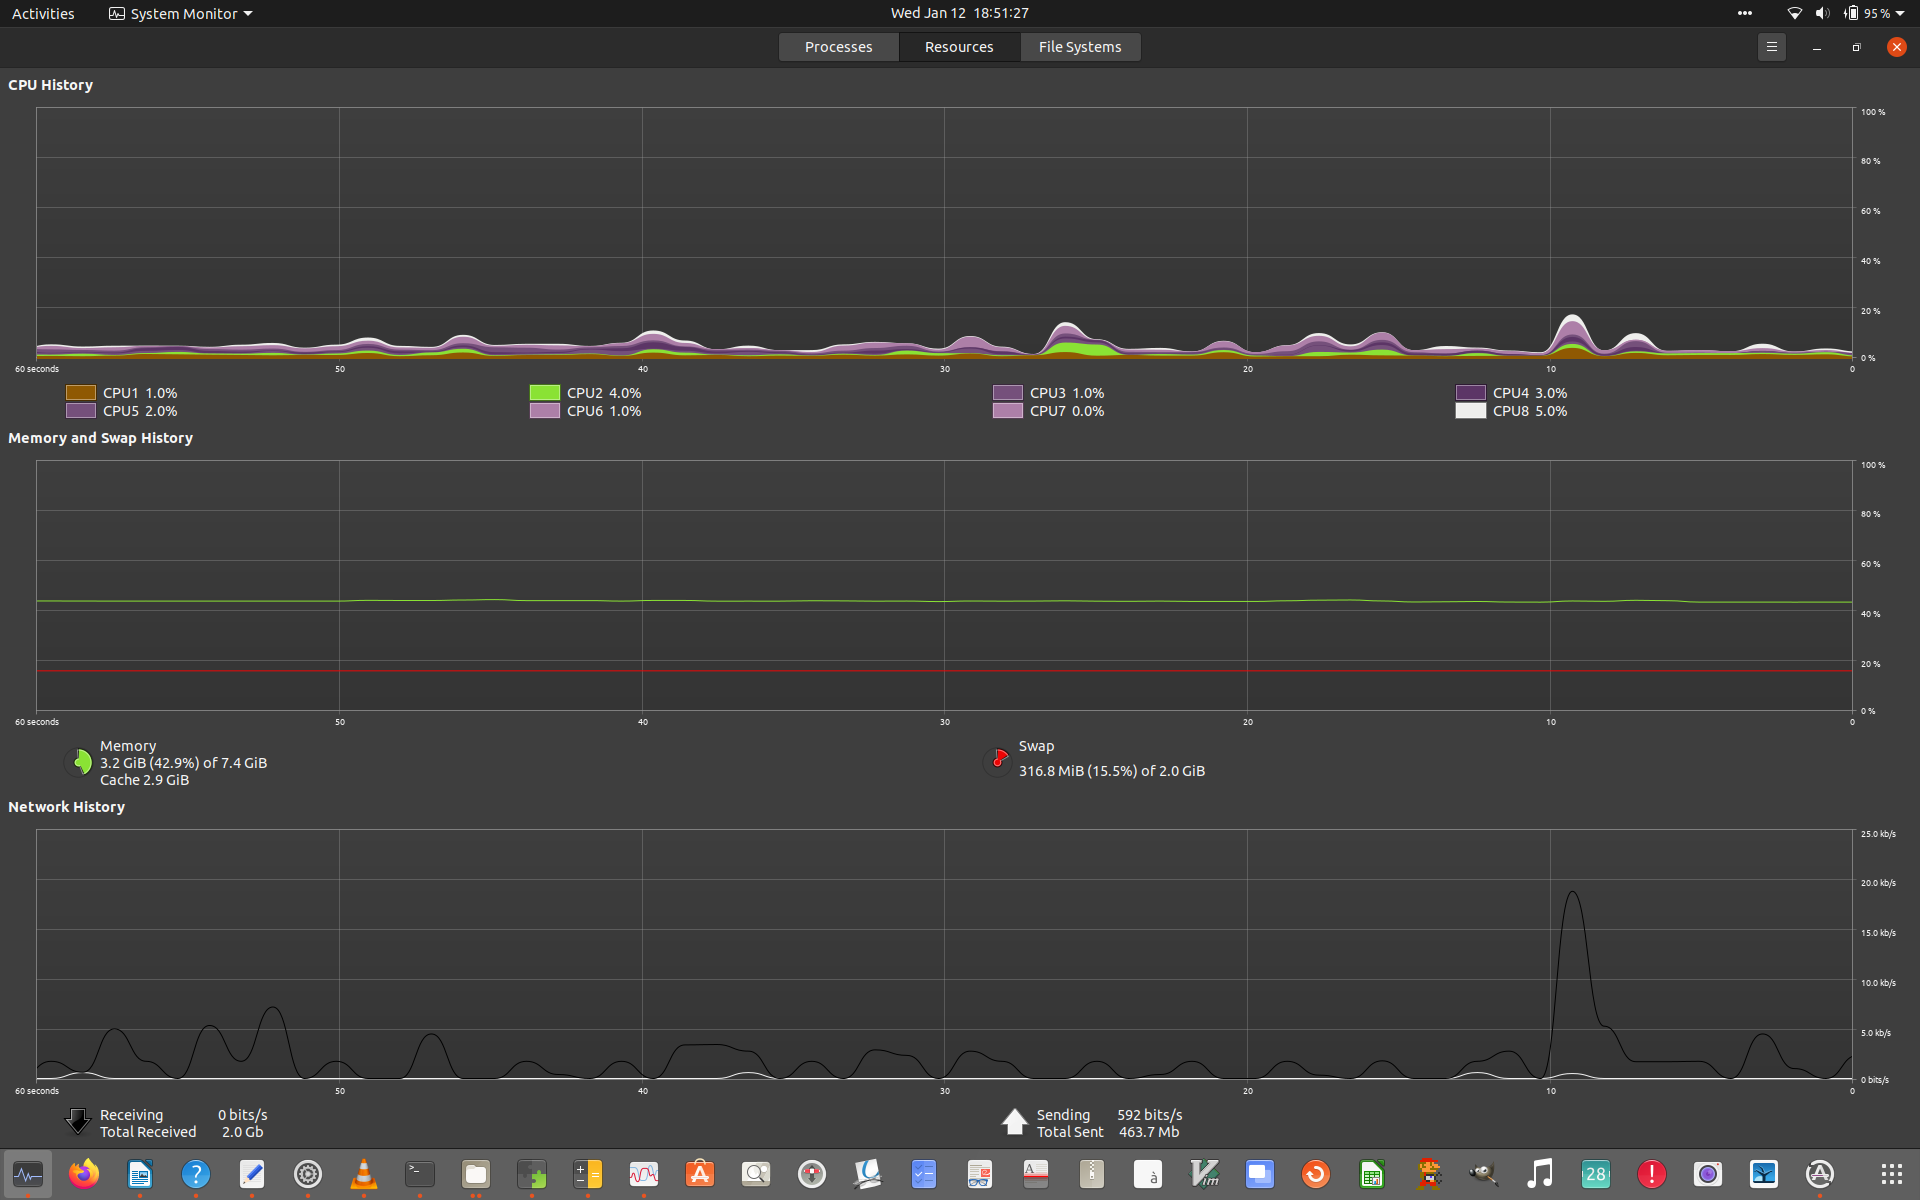 Activities System Monitor Wed Jan 12 18:51:27 95 %
Processes Resources File Systems
CPU History
100 %
80 %
60 %
40 %
20 %
0 %
60 seconds 50 40 30 20 10 0
CPU1 1.0% CPU2 4.0% CPU3 1.0% CPU4 3.0%
CPU5 2.0% CPU6 1.0% CPU7 0.0% CPU8 5.0%
Memory and Swap History
100 %
80 %
60 %
40 %
20 %
0 %
60 seconds 50 40 30 20 10 0
Memory
3.2 GiB (42.9%) of 7.4 GiB
Cache 2.9 GiB
Swap
316.8 MiB (15.5%) of 2.0 GiB
Network History
25.0 kb/s
20.0 kb/s
15.0 kb/s
10.0 kb/s
5.0 kb/s
0 bits/s
60 seconds 50 40 30 20 10 0
Receiving 0 bits/s
Total Received 2.0 Gb
Sending 592 bits/s
Total Sent 463.7 Mb
? >_ A à Vim 28 !